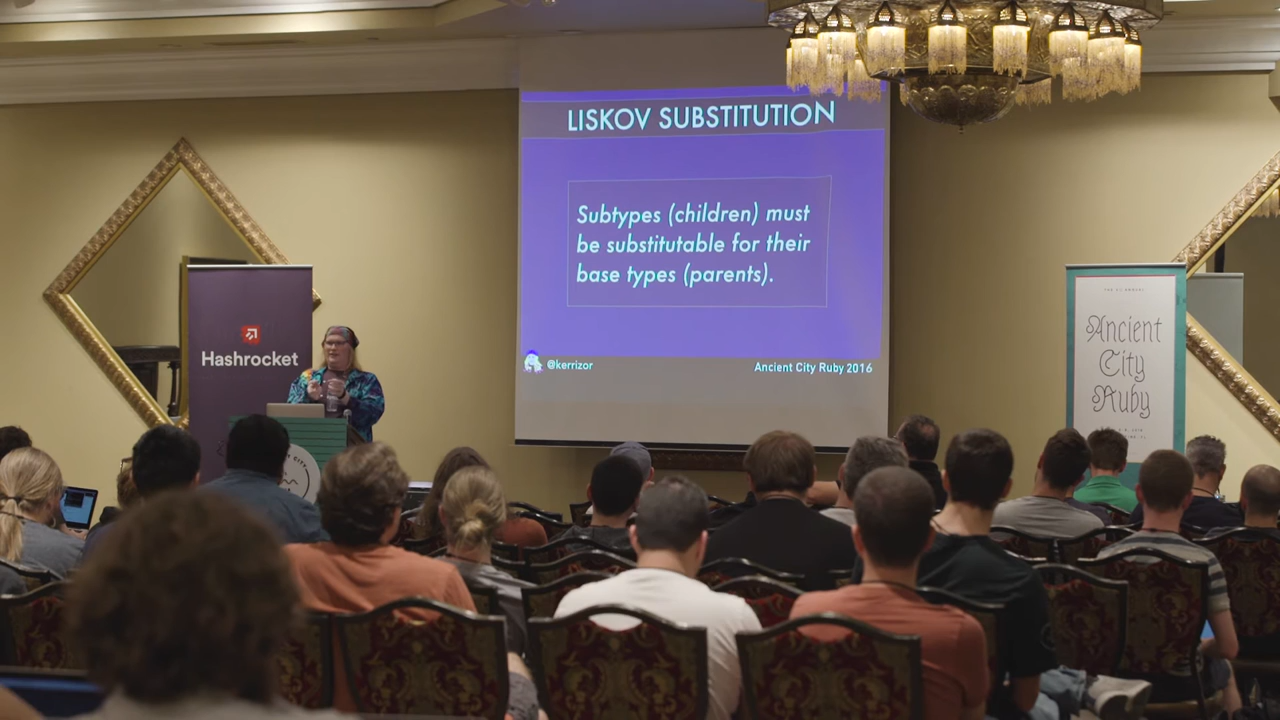 LISKOV SUBSTITUTION
Subtypes (children) must
be substitutable for their
base types (parents).
@kerrizor
Ancient City Ruby 2016
Hashrocket
Ancient
City
Ruby